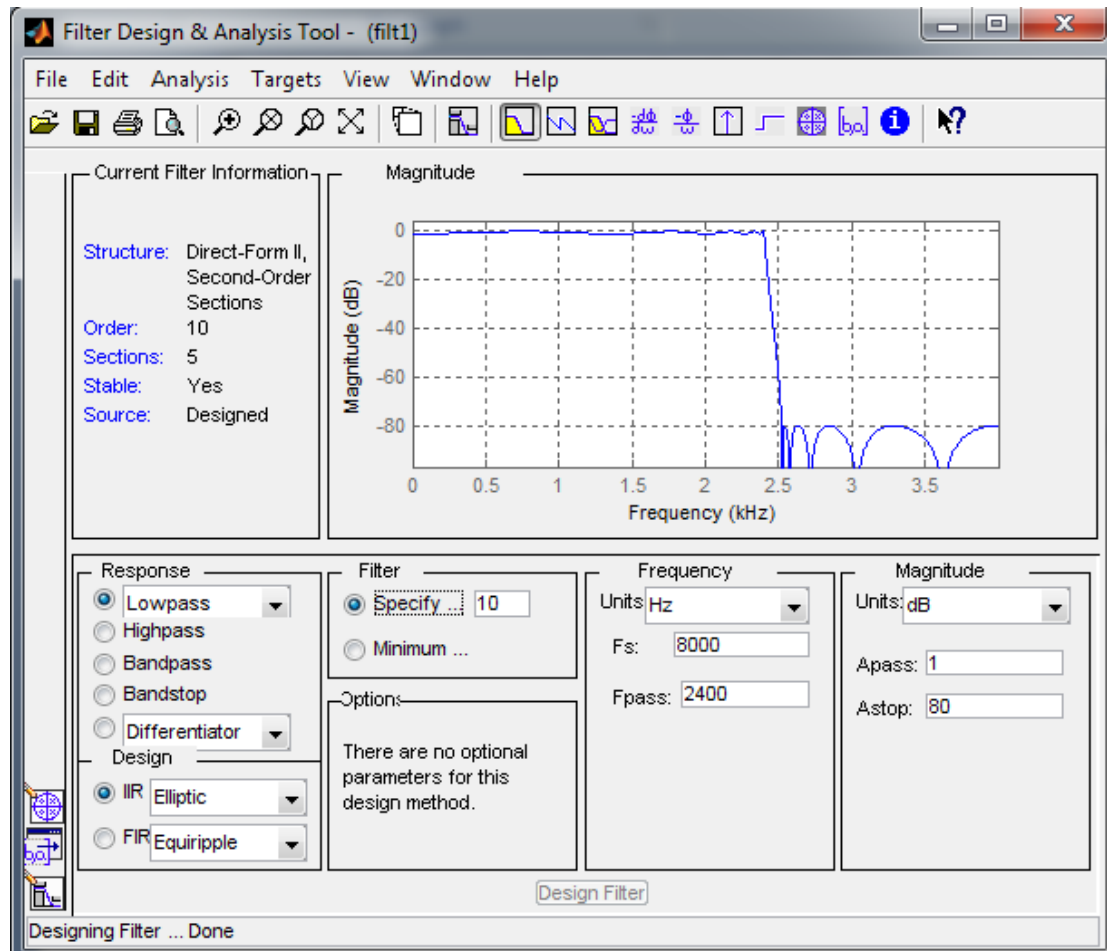 Filter Design & Analysis Tool - (filt1)
File Edit Analysis Targets View Window Help
Current Filter Information
Structure: Direct-Form II,
Second-Order
Sections
Order: 10
Sections: 5
Stable: Yes
Source: Designed
Magnitude
Magnitude (dB)
0
-20
-40
-60
-80
0 0.5 1 1.5 2 2.5 3 3.5
Frequency (kHz)
Response
Lowpass
Highpass
Bandpass
Bandstop
Differentiator
Design
IIR Elliptic
FIR Equiripple
Filter
Specify ... 10
Minimum ...
Options
There are no optional
parameters for this
design method.
Frequency
Units Hz
Fs: 8000
Fpass: 2400
Magnitude
Units: dB
Apass: 1
Astop: 80
Design Filter
Designing Filter ... Done